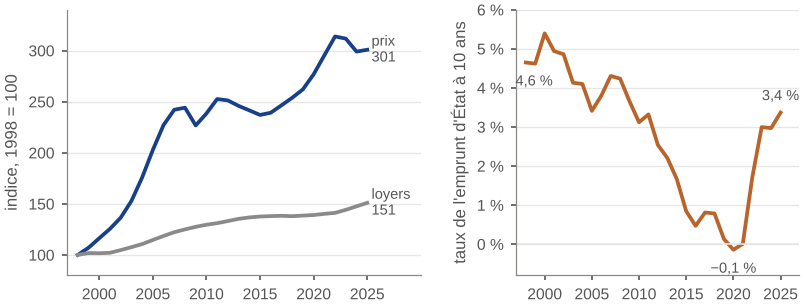 indice, 1998 = 100
300
250
200
150
100
prix
301
loyers
151
2000 2005 2010 2015 2020 2025
taux de l'emprunt d'État à 10 ans
6 %
5 %
4 %
3 %
2 %
1 %
0 %
4,6 %
3,4 %
−0,1 %
2000 2005 2010 2015 2020 2025